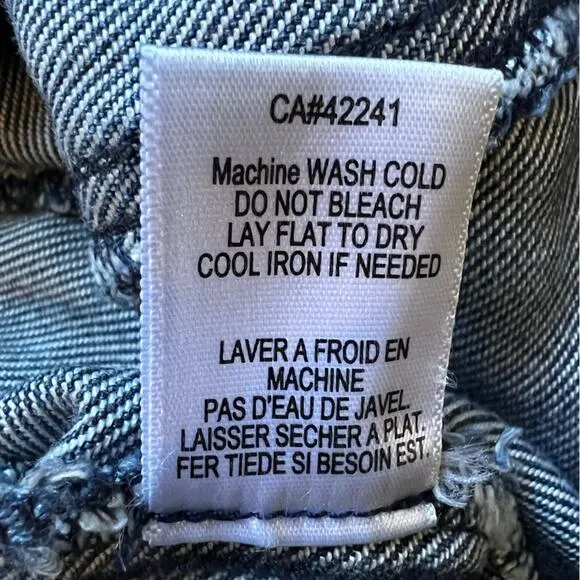 CA#42241
Machine WASH COLD
DO NOT BLEACH
LAY FLAT TO DRY
COOL IRON IF NEEDED
LAVER A FROID EN
MACHINE
PAS D'EAU DE JAVEL.
LAISSER SECHER A PLAT.
FER TIEDE SI BESOIN EST.